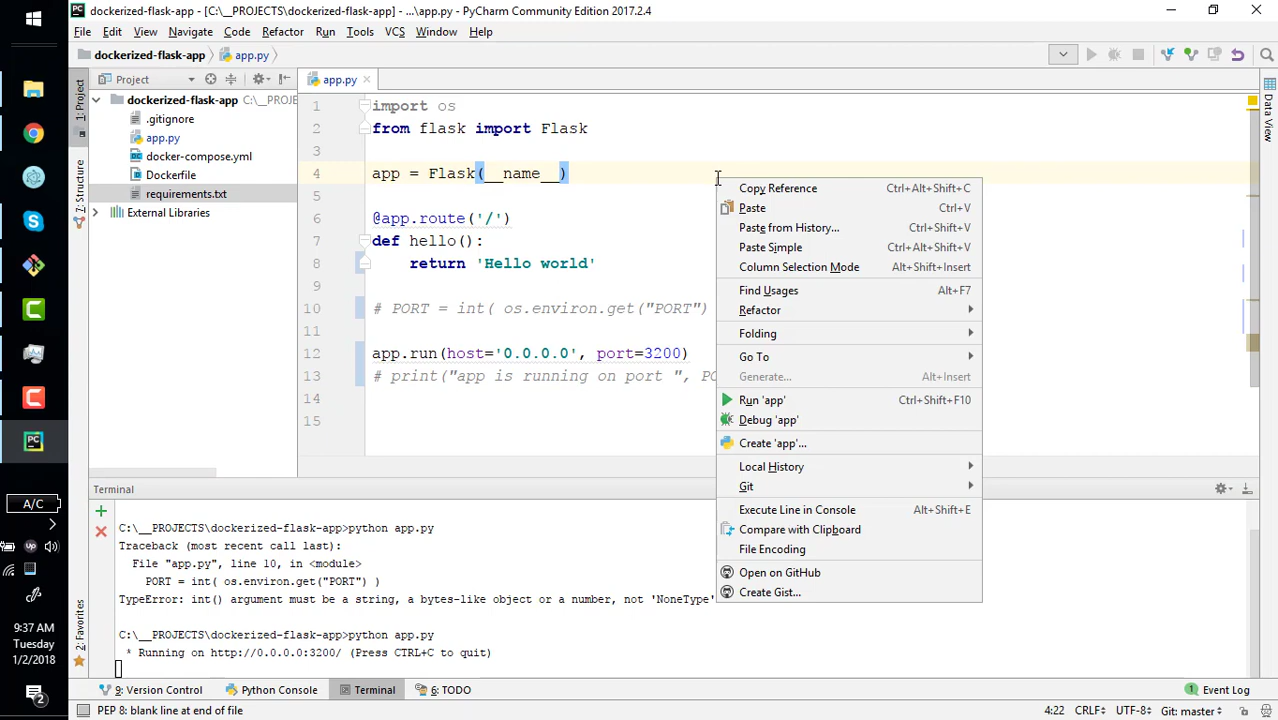 dockerized-flask-app - [C:\__PROJECTS\dockerized-flask-app] - ...\app.py - PyCharm Community Edition 2017.2.4
File Edit View Navigate Code Refactor Run Tools VCS Window Help
dockerized-flask-app app.py
1: Project
Project
app.py
dockerized-flask-app C:\__PROJE
.gitignore
app.py
docker-compose.yml
Dockerfile
requirements.txt
External Libraries
7: Structure
2: Favorites
Data View
1 import os
2 from flask import Flask
3
4 app = Flask(__name__)
5
6 @app.route('/')
7 def hello():
8 return 'Hello world'
9
10 # PORT = int( os.environ.get("PORT")
11
12 app.run(host='0.0.0.0', port=3200)
13 # print("app is running on port ", PO
14
15
Copy Reference Ctrl+Alt+Shift+C
Paste Ctrl+V
Paste from History... Ctrl+Shift+V
Paste Simple Ctrl+Alt+Shift+V
Column Selection Mode Alt+Shift+Insert
Find Usages Alt+F7
Refactor
Folding
Go To
Generate... Alt+Insert
Run 'app' Ctrl+Shift+F10
Debug 'app'
Create 'app'...
Local History
Git
Execute Line in Console Alt+Shift+E
Compare with Clipboard
File Encoding
Open on GitHub
Create Gist...
Terminal
C:\__PROJECTS\dockerized-flask-app>python app.py
Traceback (most recent call last):
File "app.py", line 10, in <module>
PORT = int( os.environ.get("PORT") )
TypeError: int() argument must be a string, a bytes-like object or a number, not 'NoneType'
C:\__PROJECTS\dockerized-flask-app>python app.py
* Running on http://0.0.0.0:3200/ (Press CTRL+C to quit)
9: Version Control Python Console Terminal 6: TODO Event Log
PEP 8: blank line at end of file 4:22 CRLF UTF-8 Git: master
PC
A/C
up
9:37 AM
Tuesday
1/2/2018
2